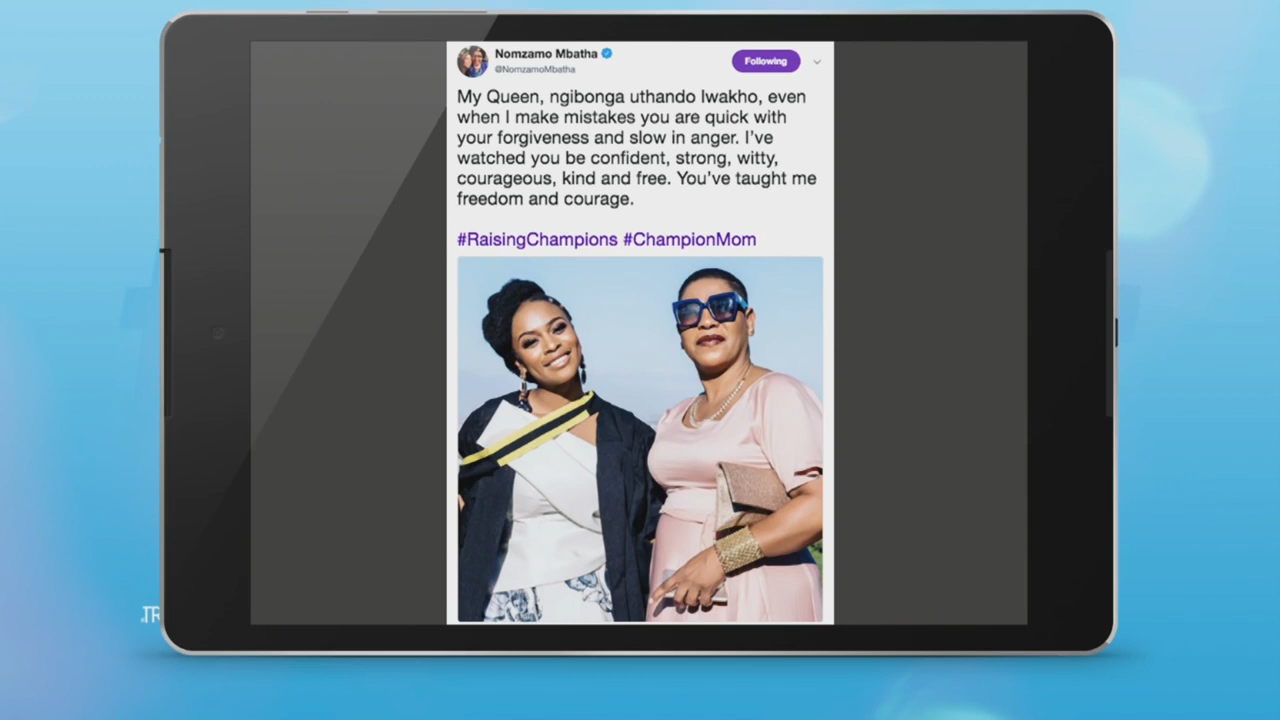 Nomzamo Mbatha
@NomzamoMbatha
Following
My Queen, ngibonga uthando lwakho, even
when I make mistakes you are quick with
your forgiveness and slow in anger. I've
watched you be confident, strong, witty,
courageous, kind and free. You've taught me
freedom and courage.
#RaisingChampions #ChampionMom